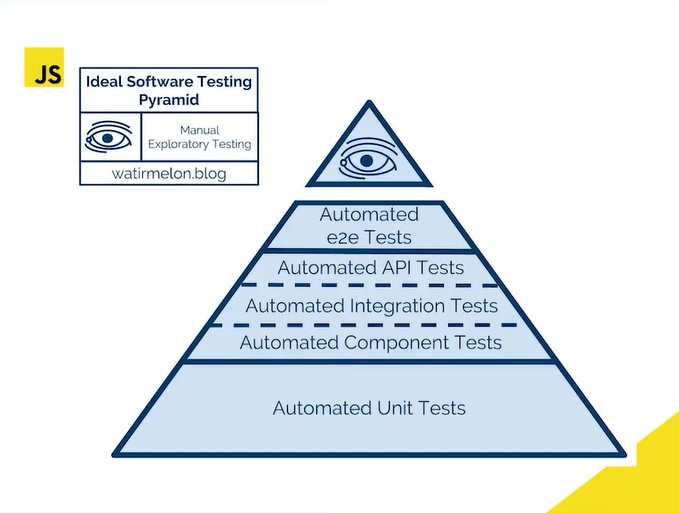 JS
Ideal Software Testing
Pyramid
Manual
Exploratory Testing
watirmelon.blog
Automated
e2e Tests
Automated API Tests
Automated Integration Tests
Automated Component Tests
Automated Unit Tests